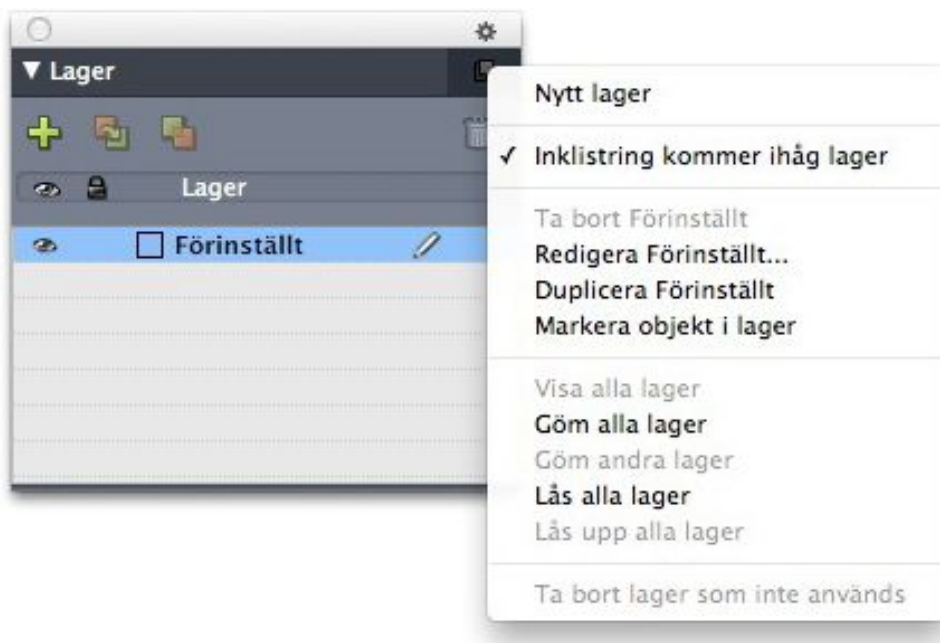 Lager
Lager
Förinställt
Nytt lager
✓ Inklistring kommer ihåg lager
Ta bort Förinställt
Redigera Förinställt...
Duplicera Förinställt
Markera objekt i lager
Visa alla lager
Göm alla lager
Göm andra lager
Lås alla lager
Lås upp alla lager
Ta bort lager som inte används